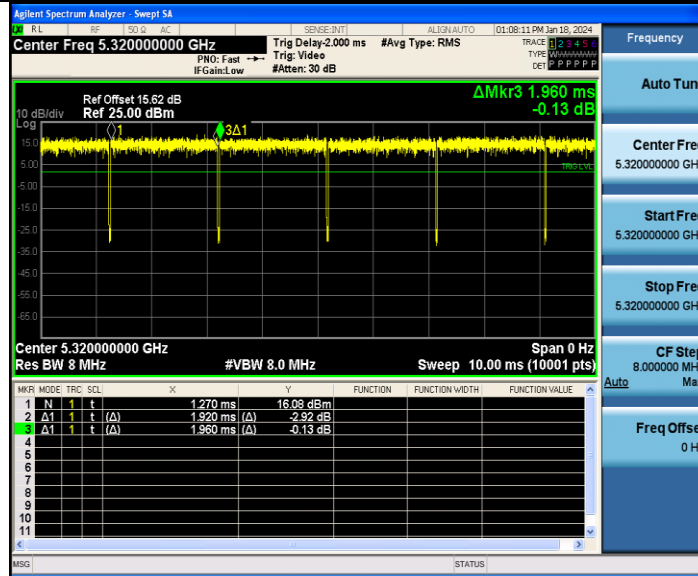 Agilent Spectrum Analyzer - Swept SA
RL RF 50 Ω AC SENSE:INT ALIGN AUTO 01:08:11 PM Jan 18, 2024
Center Freq 5.320000000 GHz
PNO: Fast
IFGain:Low
Trig Delay-2.000 ms
Trig: Video
#Atten: 30 dB
#Avg Type: RMS
TRACE 1 2 3 4 5 6
TYPE
DET P P P P P P
ΔMkr3 1.960 ms
-0.13 dB
Ref Offset 15.62 dB
10 dB/div Ref 25.00 dBm
Log
1
3Δ1
15.0
5.00
TRIG LVL
-5.00
-15.0
-25.0
-35.0
-45.0
-55.0
-65.0
Center 5.320000000 GHz Span 0 Hz
Res BW 8 MHz #VBW 8.0 MHz Sweep 10.00 ms (10001 pts)
MKR MODE TRC SCL X Y FUNCTION FUNCTION WIDTH FUNCTION VALUE
1 N 1 t 1.270 ms 16.08 dBm
2 Δ1 1 t (Δ) 1.920 ms (Δ) -2.92 dB
3 Δ1 1 t (Δ) 1.960 ms (Δ) -0.13 dB
4
5
6
7
8
9
10
11
MSG STATUS
Frequency
Auto Tun
Center Fre
5.320000000 GH
Start Fre
5.320000000 GH
Stop Fre
5.320000000 GH
CF Ste
8.000000 MH
Auto Ma
Freq Offse
0 H